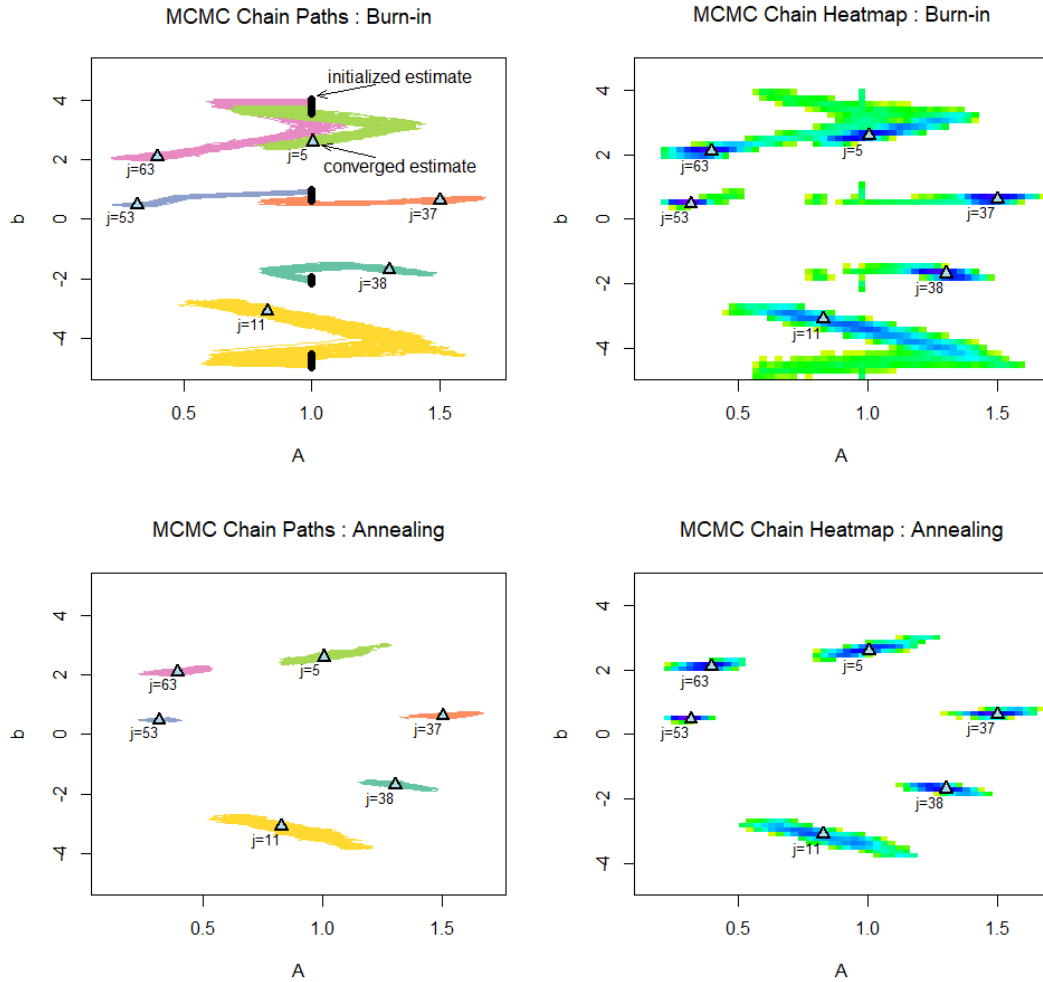 MCMC Chain Paths : Burn-in
initialized estimate
converged estimate
j=63
j=5
j=53
j=37
j=38
j=11
4
2
0
-2
-4
b
0.5
1.0
1.5
A
MCMC Chain Heatmap : Burn-in
j=63
j=5
j=53
j=37
j=38
j=11
4
2
0
-2
-4
b
0.5
1.0
1.5
A
MCMC Chain Paths : Annealing
j=63
j=5
j=53
j=37
j=38
j=11
4
2
0
-2
-4
b
0.5
1.0
1.5
A
MCMC Chain Heatmap : Annealing
j=63
j=5
j=53
j=37
j=38
j=11
4
2
0
-2
-4
b
0.5
1.0
1.5
A